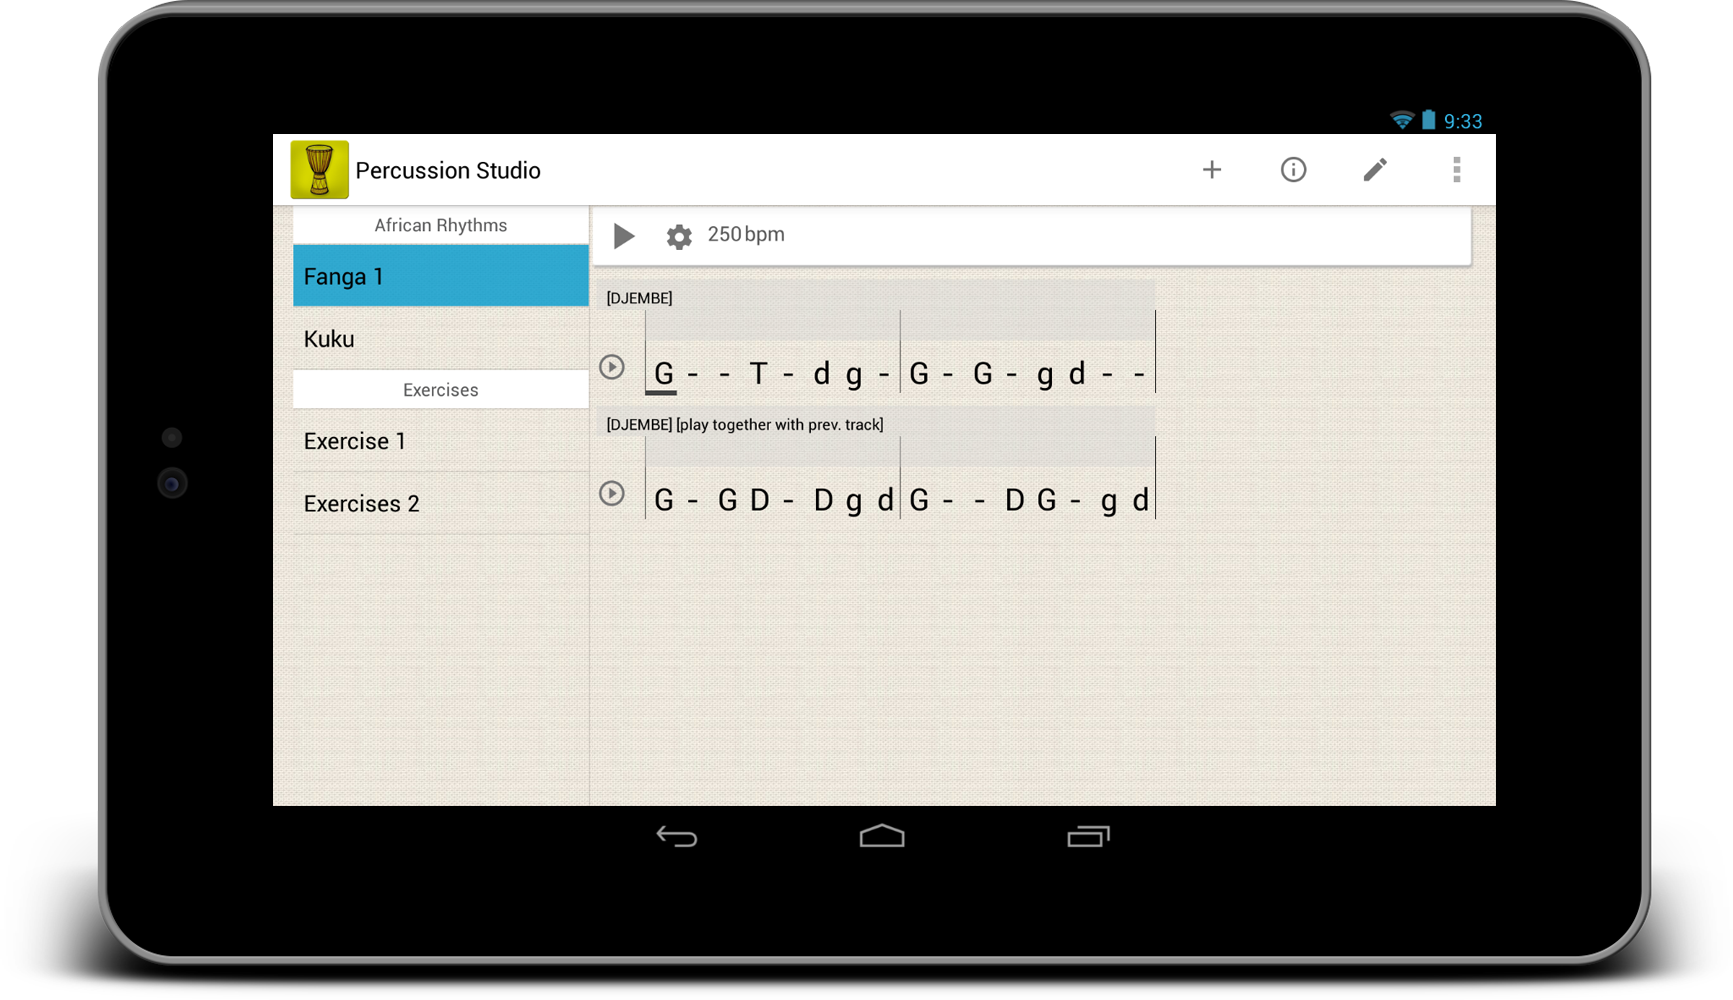 9:33
Percussion Studio
African Rhythms
Fanga 1
Kuku
Exercises
Exercise 1
Exercises 2
250 bpm
[DJEMBE]
G - - T - d g - G - G - g d - -
[DJEMBE] [play together with prev. track]
G - G D - D g d G - - D G - g d